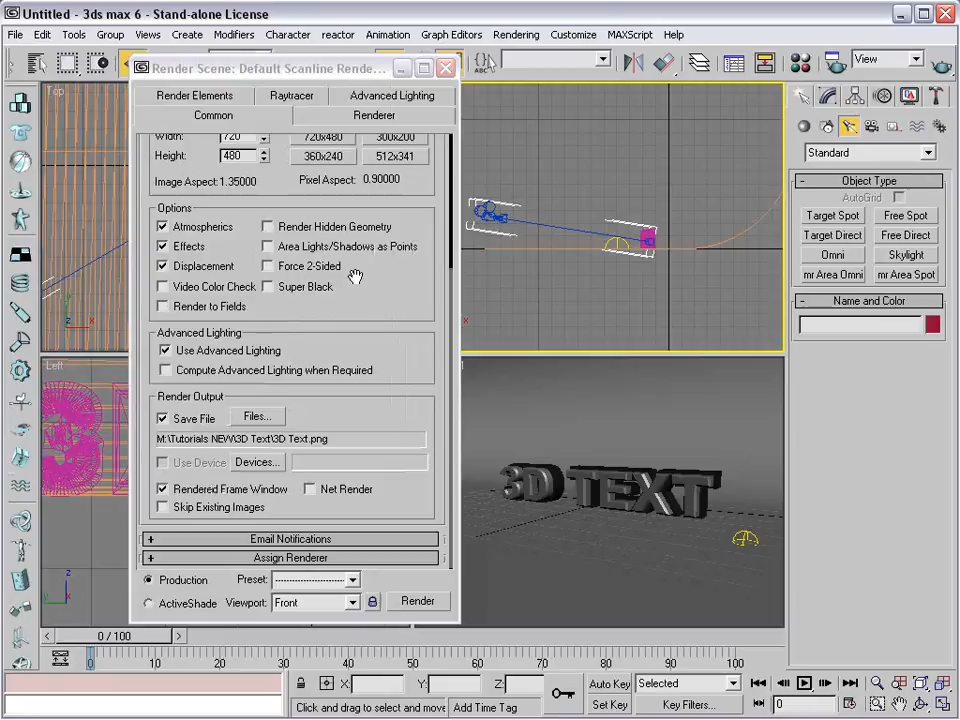 Untitled - 3ds max 6 - Stand-alone License
File Edit Tools Group Views Create Modifiers Character reactor Animation Graph Editors Rendering Customize MAXScript Help
ABC View
Render Scene: Default Scanline Rende...
Render Elements Raytracer Advanced Lighting
Common Renderer
Top
Width: 720 720x480 300x200
Height: 480 360x240 512x341
Image Aspect: 1.35000 Pixel Aspect: 0.90000
Options
Atmospherics Render Hidden Geometry
Effects Area Lights/Shadows as Points
Displacement Force 2-Sided
Video Color Check Super Black
Render to Fields
Advanced Lighting
Use Advanced Lighting
Compute Advanced Lighting when Required
Render Output
Save File Files...
M:\Tutorials NEW\3D Text\3D Text.png
Use Device Devices...
Rendered Frame Window Net Render
Skip Existing Images
+ Email Notifications
+ Assign Renderer
Production Preset: --------------------
ActiveShade Viewport: Front Render
z
x
x
Left
z
y
3D TEXT
Standard
- Object Type
AutoGrid
Target Spot Free Spot
Target Direct Free Direct
Omni Skylight
mr Area Omni mr Area Spot
- Name and Color
< 0 / 100 >
0 10 20 30 40 50 60 70 80 90 100
X: Y: Z: Auto Key Selected
Click and drag to select and move Add Time Tag Set Key Key Filters... 0